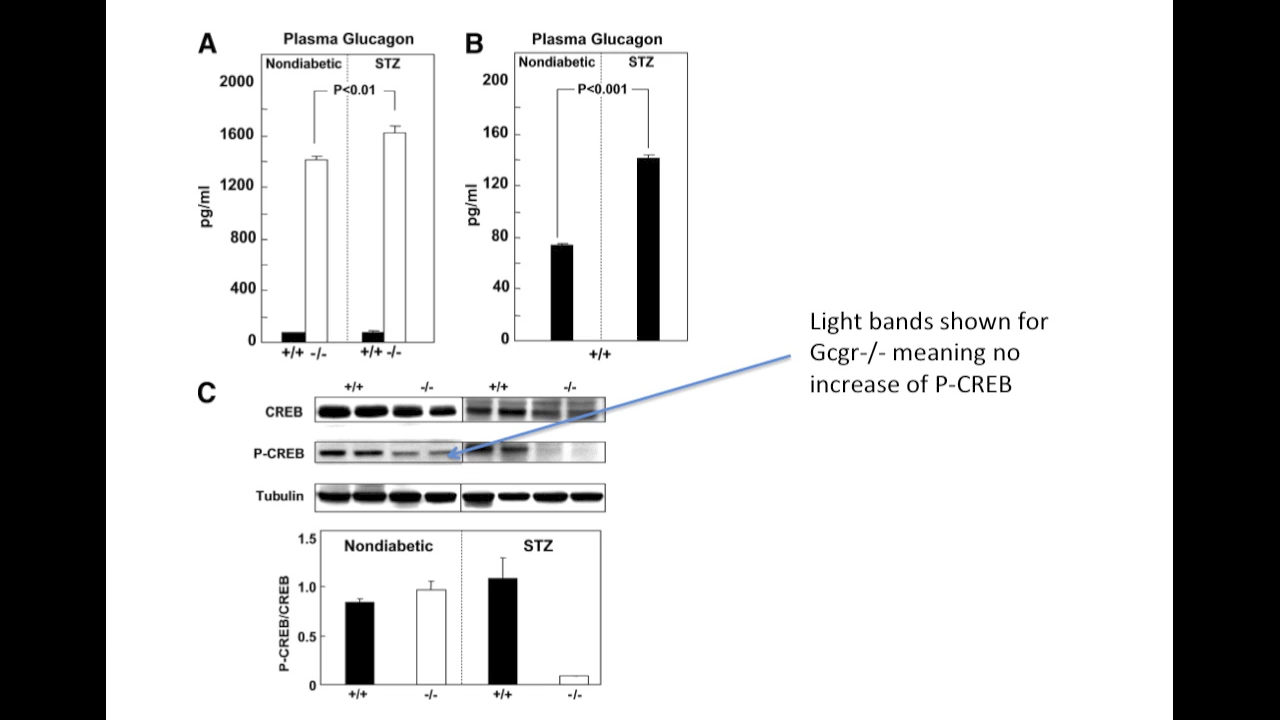 A
Plasma Glucagon
Nondiabetic STZ
P<0.01
pg/ml
2000
1600
1200
800
400
0
+/+ -/- +/+ -/-
B
Plasma Glucagon
Nondiabetic STZ
P<0.001
pg/ml
200
160
120
80
40
0
+/+
Light bands shown for
Gcgr-/- meaning no
increase of P-CREB
C
+/+ -/- +/+ -/-
CREB
P-CREB
Tubulin
Nondiabetic STZ
P-CREB/CREB
1.5
1.0
0.5
0
+/+ -/- +/+ -/-